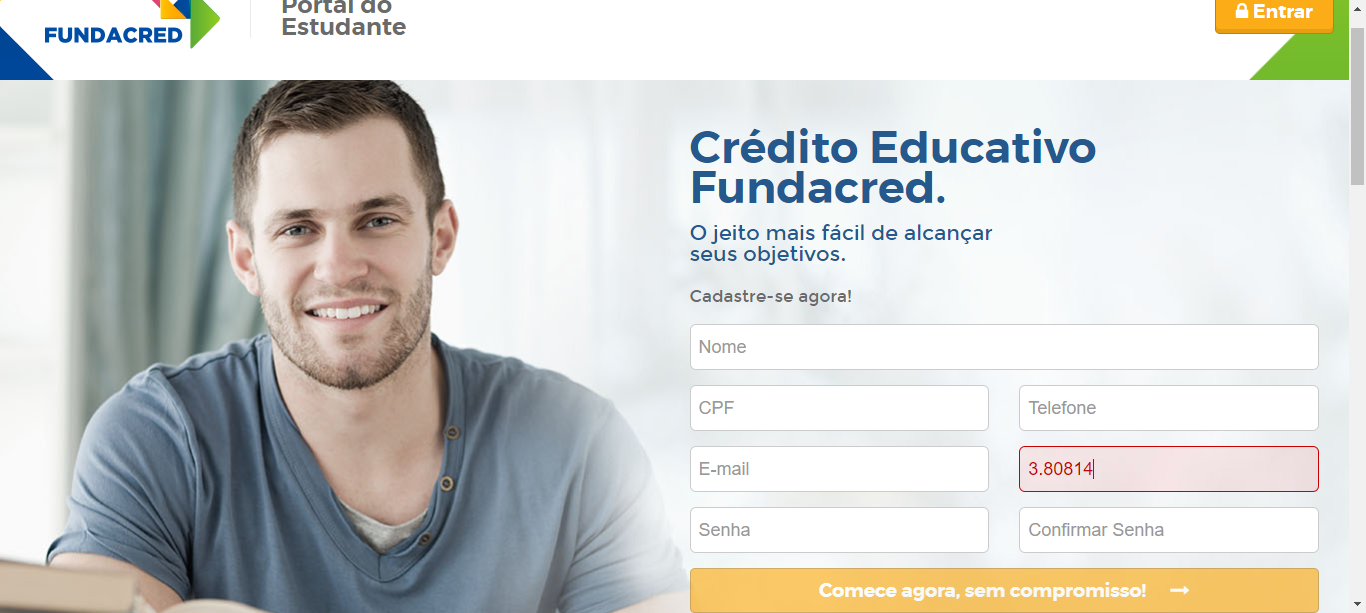 Portal do
Estudante
FUNDACRED
Entrar
Crédito Educativo
Fundacred.
O jeito mais fácil de alcançar
seus objetivos.
Cadastre-se agora!
Nome
CPF
Telefone
E-mail
3.80814
Senha
Confirmar Senha
Comece agora, sem compromisso!